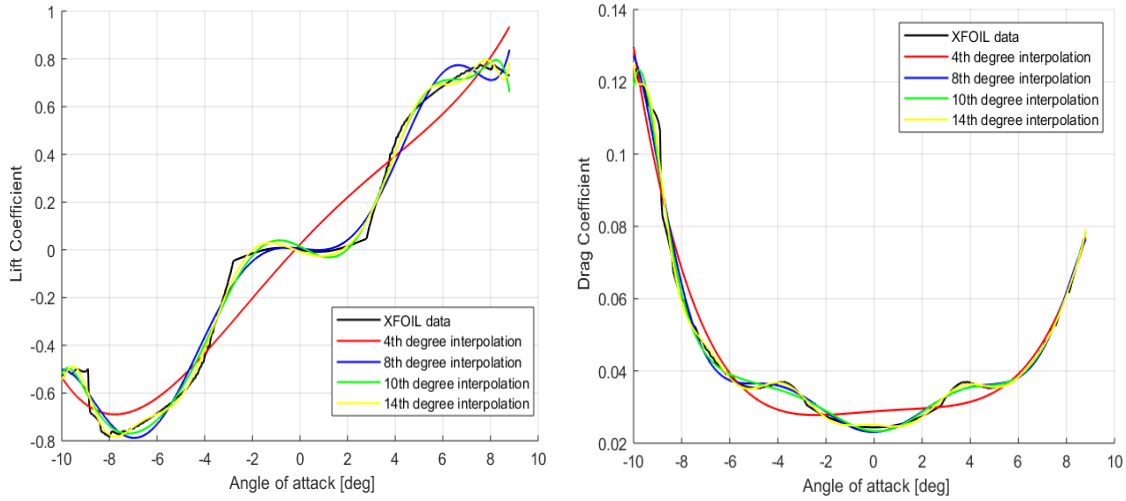 1
0.8
0.6
0.4
0.2
0
-0.2
-0.4
-0.6
-0.8
Lift Coefficient
-10 -8 -6 -4 -2 0 2 4 6 8 10
Angle of attack [deg]
XFOIL data
4th degree interpolation
8th degree interpolation
10th degree interpolation
14th degree interpolation
0.14
0.12
0.1
0.08
0.06
0.04
0.02
Drag Coefficient
-10 -8 -6 -4 -2 0 2 4 6 8 10
Angle of attack [deg]
XFOIL data
4th degree interpolation
8th degree interpolation
10th degree interpolation
14th degree interpolation